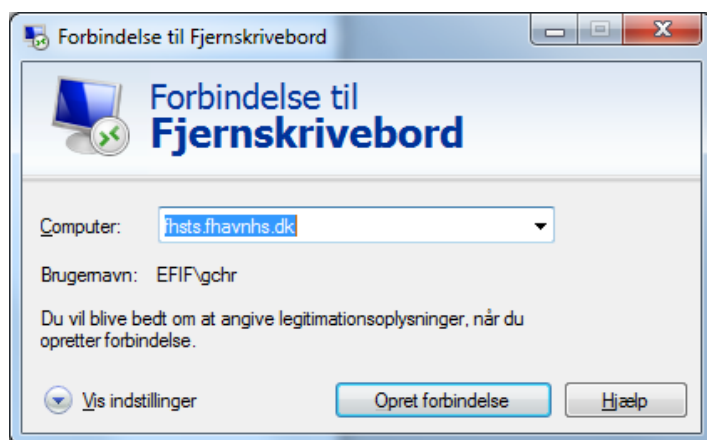 Forbindelse til Fjernskrivebord
Forbindelse til
Fjernskrivebord
Computer:
fhsts.fhavnhs.dk
Brugernavn: EFIF\gchr
Du vil blive bedt om at angive legitimationsoplysninger, når du
opretter forbindelse.
Vis indstillinger
Opret forbindelse
Hjælp